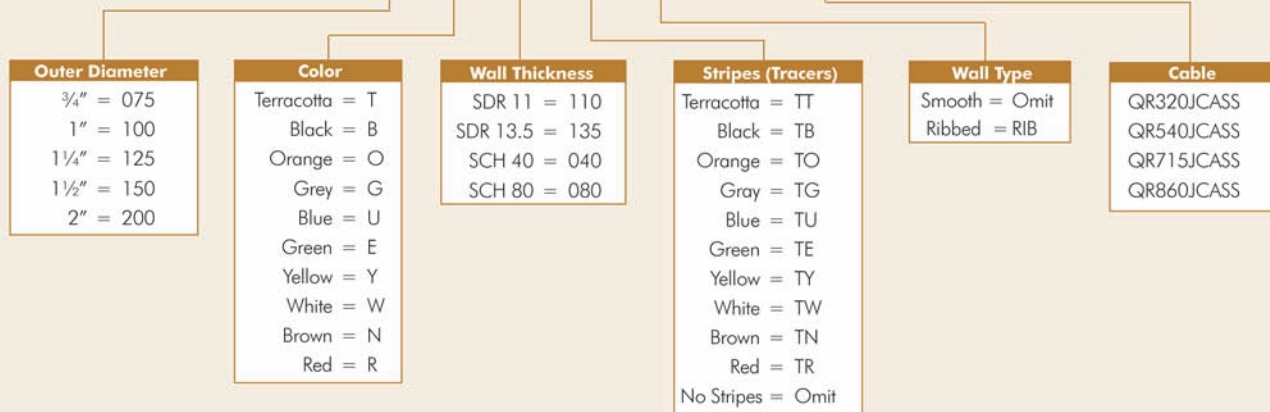 Outer Diameter
¾″ = 075
1″ = 100
1¼″ = 125
1½″ = 150
2″ = 200
Color
Terracotta = T
Black = B
Orange = O
Grey = G
Blue = U
Green = E
Yellow = Y
White = W
Brown = N
Red = R
Wall Thickness
SDR 11 = 110
SDR 13.5 = 135
SCH 40 = 040
SCH 80 = 080
Stripes (Tracers)
Terracotta = TT
Black = TB
Orange = TO
Gray = TG
Blue = TU
Green = TE
Yellow = TY
White = TW
Brown = TN
Red = TR
No Stripes = Omit
Wall Type
Smooth = Omit
Ribbed = RIB
Cable
QR320JCASS
QR540JCASS
QR715JCASS
QR860JCASS